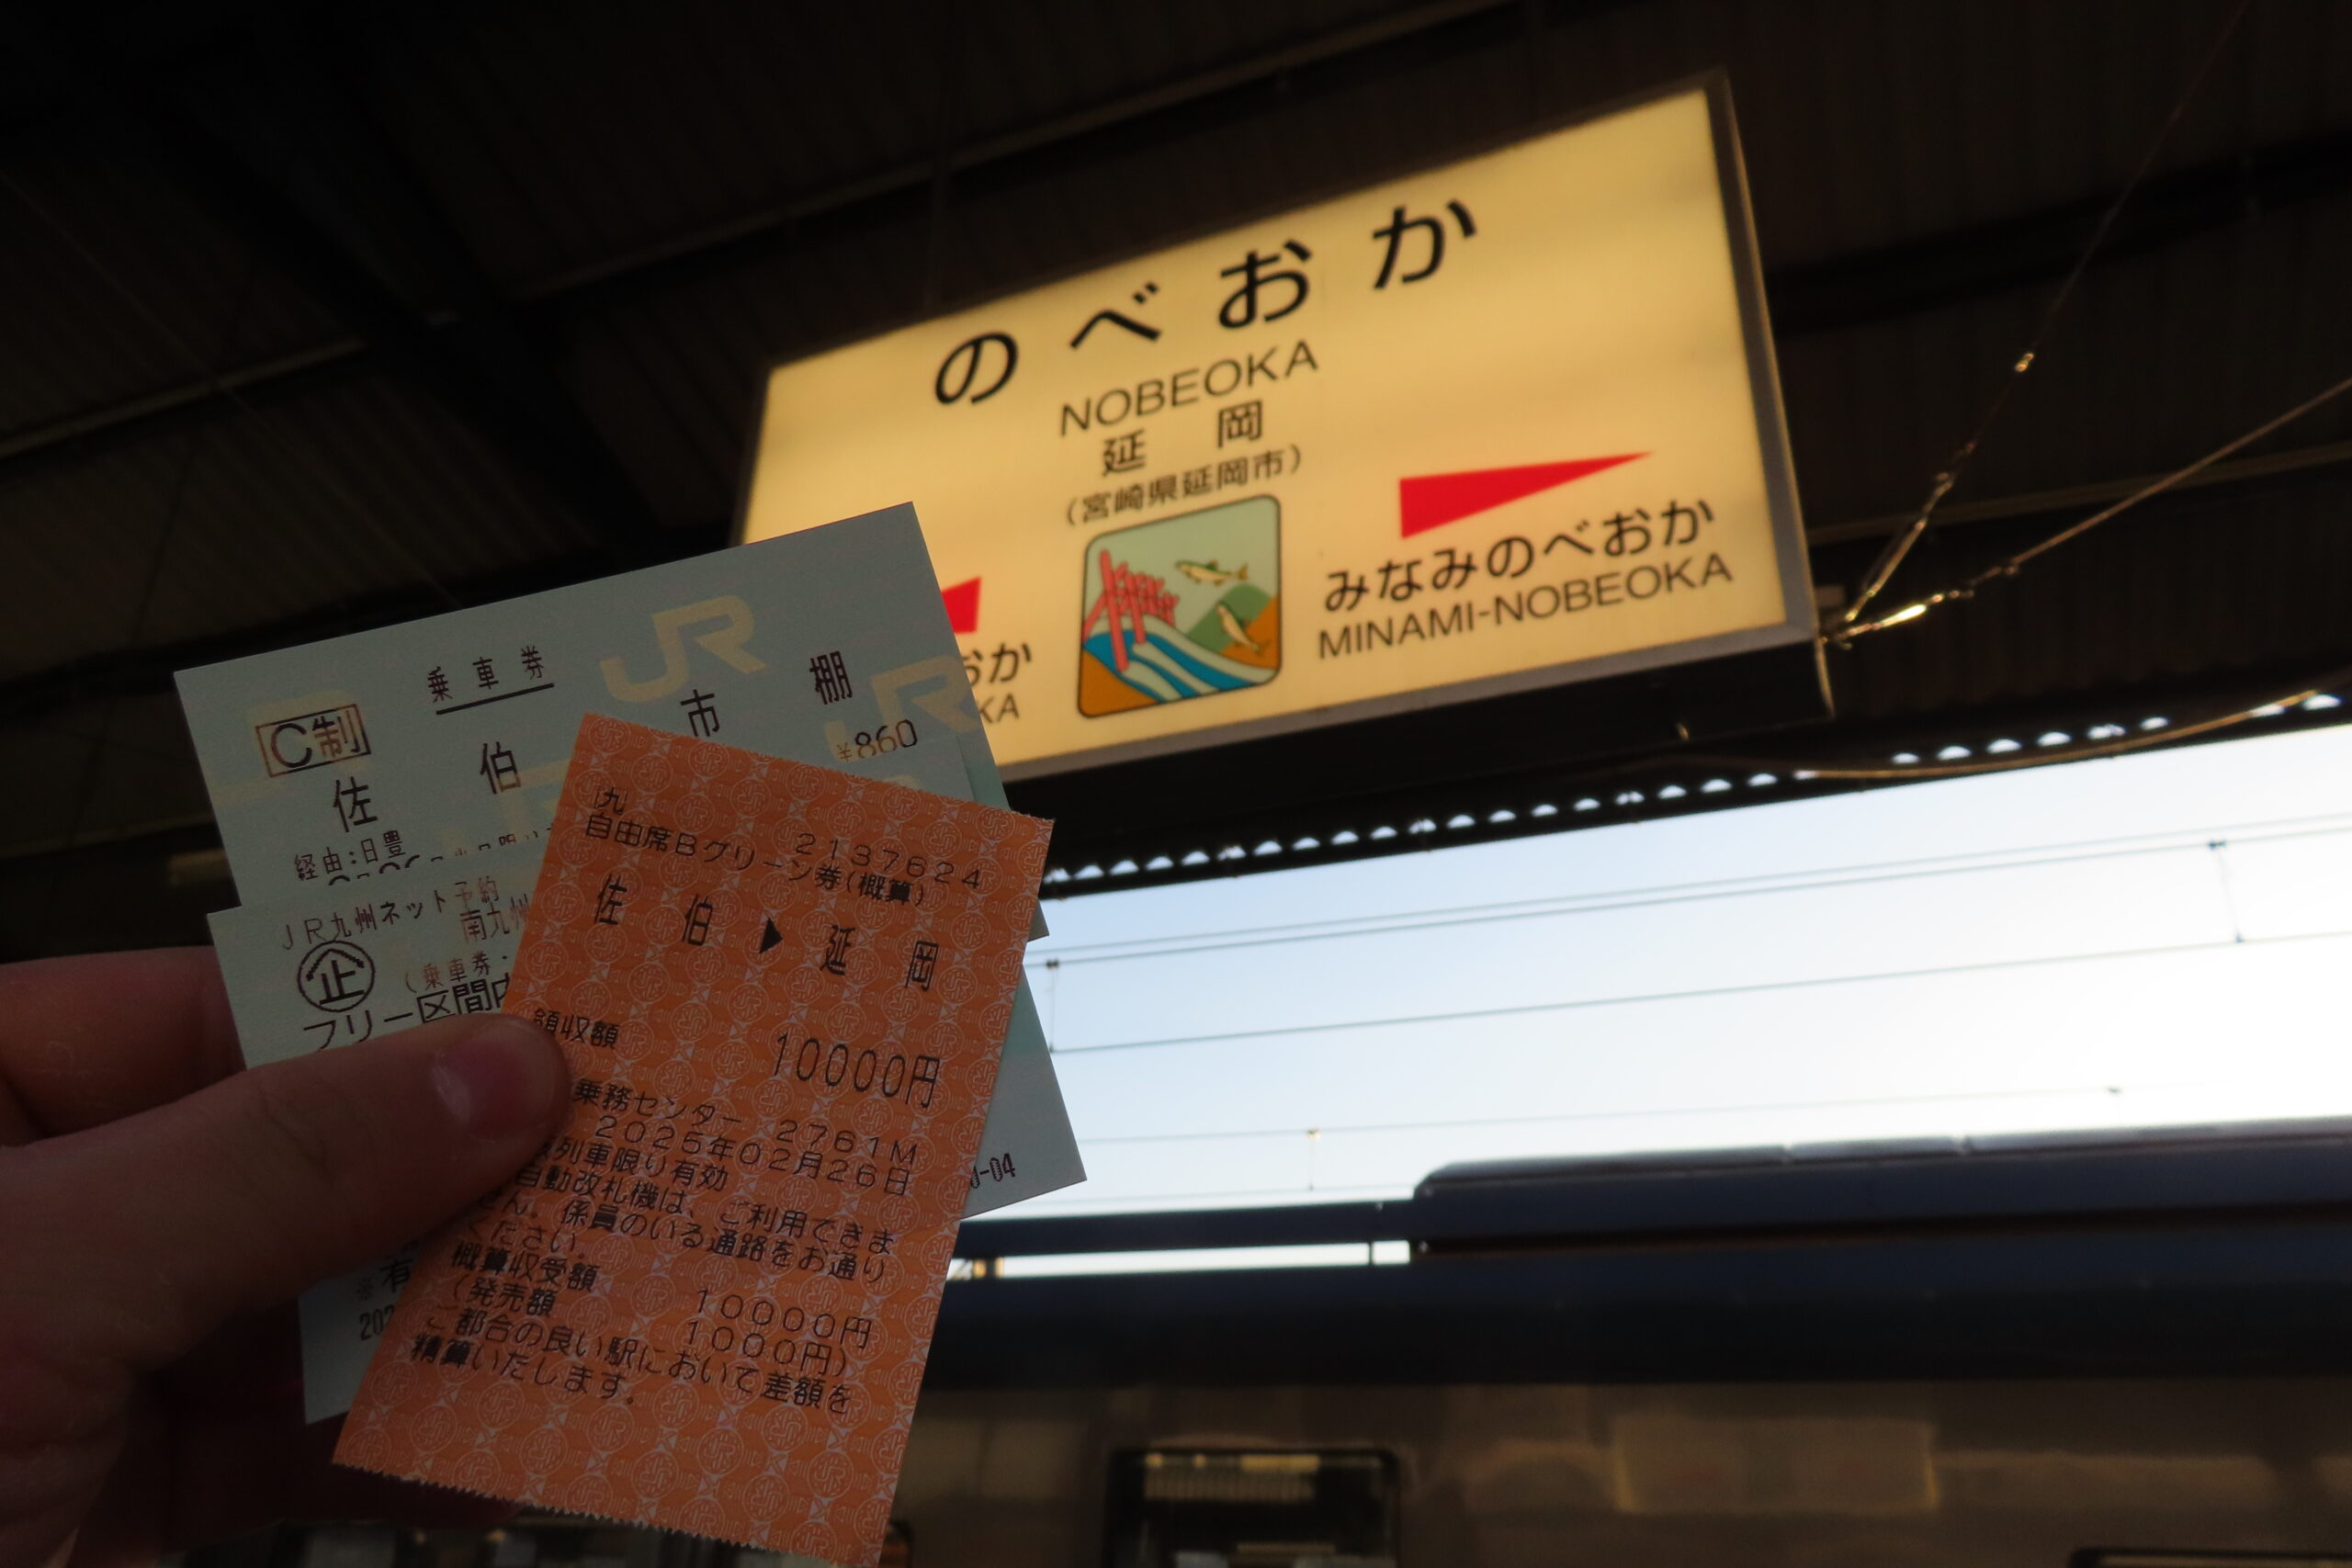 のべおか
NOBEOKA
延岡
(宮崎県延岡市)
おか
KA
みなみのべおか
MINAMI-NOBEOKA
乗車券
JR
C制
佐伯
市棚
¥860
経由:日豊
JR九州ネット予約
南九州
企
(乗車券・
フリー区間内
有
202
0-04
九
2137624
自由席Bグリーン券(概算)
佐伯▶延岡
領収額
10000円
乗務センター 2761M
2025年02月26日
列車限り有効
自動改札機は、ご利用できま
せん。係員のいる通路をお通り
ください。
概算収受額 10000円
(発売額 1000円)
ご都合の良い駅において差額を
精算いたします。